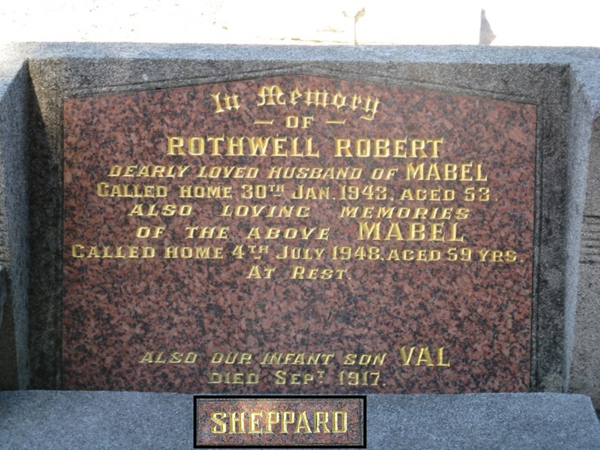 In Memory
— OF —
ROTHWELL ROBERT
DEARLY LOVED HUSBAND OF MABEL
CALLED HOME 30TH JAN. 1943, AGED 53.
ALSO LOVING MEMORIES
OF THE ABOVE MABEL
CALLED HOME 4TH JULY 1948, AGED 59 YRS.
AT REST
ALSO OUR INFANT SON VAL
DIED SEPT 1917.
SHEPPARD